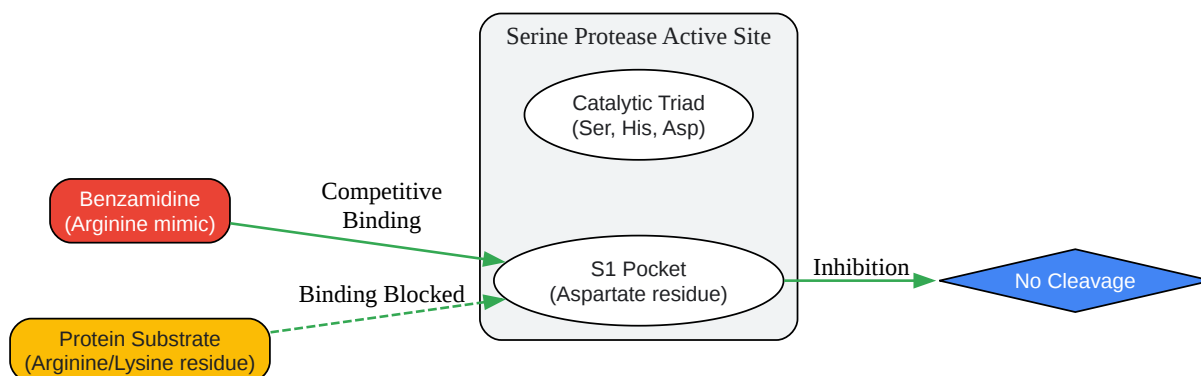 Serine Protease Active Site
Catalytic Triad
(Ser, His, Asp)
Benzamidine
(Arginine mimic)
Competitive
Binding
S1 Pocket
(Aspartate residue)
Inhibition
No Cleavage
Binding Blocked
Protein Substrate
(Arginine/Lysine residue)